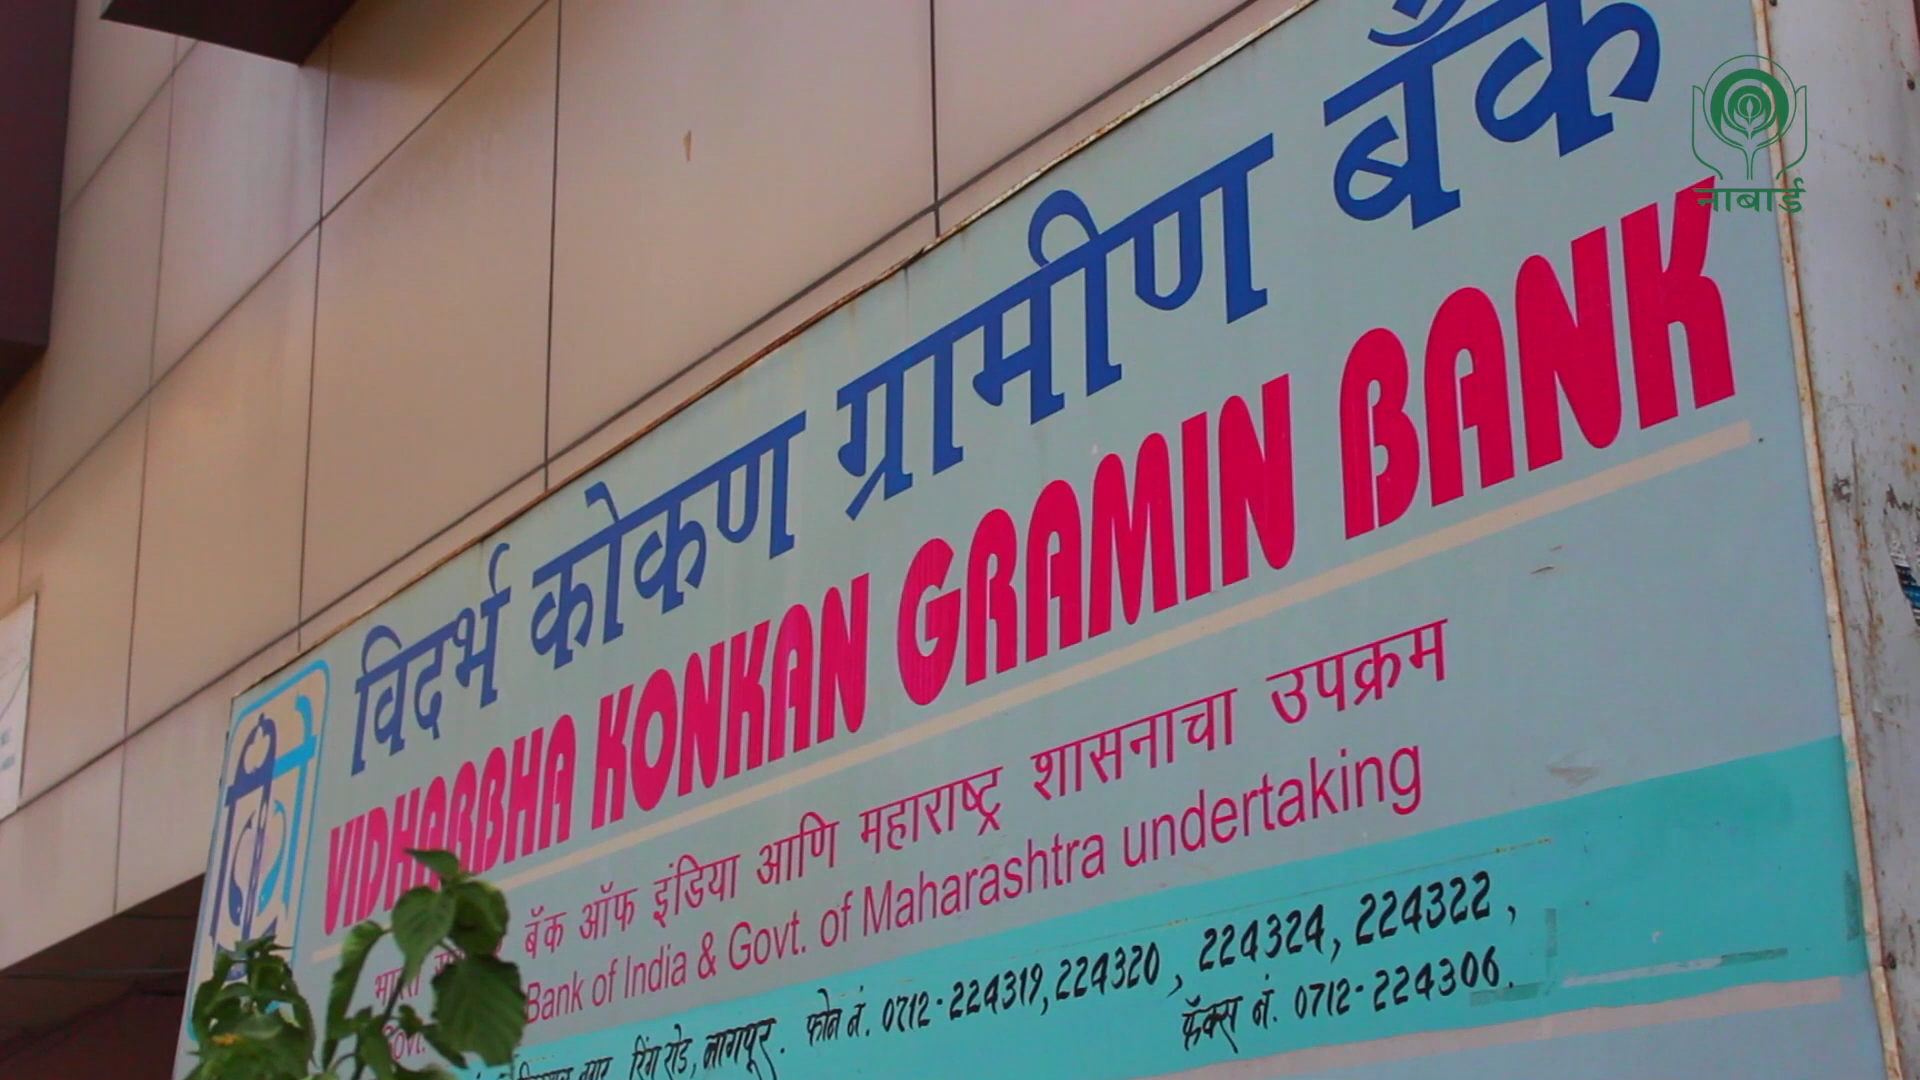 विदर्भ कोकण ग्रामीण बँक
नाबार्ड
VIDHARBHA KONKAN GRAMIN BANK
बॅंक ऑफ इंडिया आणि महाराष्ट्र शासनाचा उपक्रम
Govt. Bank of India & Govt. of Maharashtra undertaking
रिंग रोड, नागपूर. फोन नं. 0712-224319, 224320, 224324, 224322,
फॅक्स नं. 0712-224306.